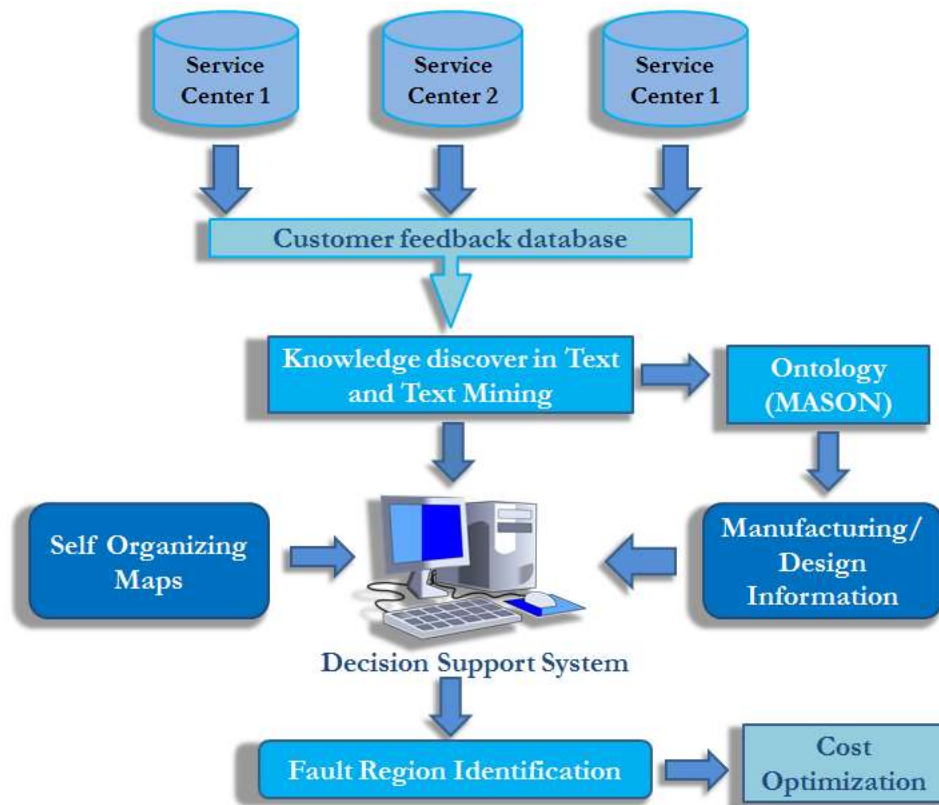 Service
Center 1
Service
Center 2
Service
Center 1
Customer feedback database
Knowledge discover in Text
and Text Mining
Ontology
(MASON)
Self Organizing
Maps
Manufacturing/
Design
Information
Decision Support System
Fault Region Identification
Cost
Optimization